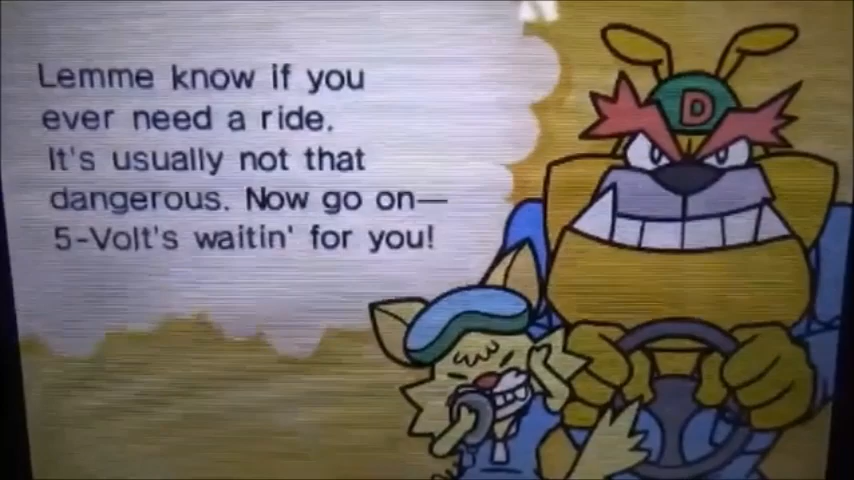 Lemme know if you
ever need a ride.
It's usually not that
dangerous. Now go on—
5-Volt's waitin' for you!
D